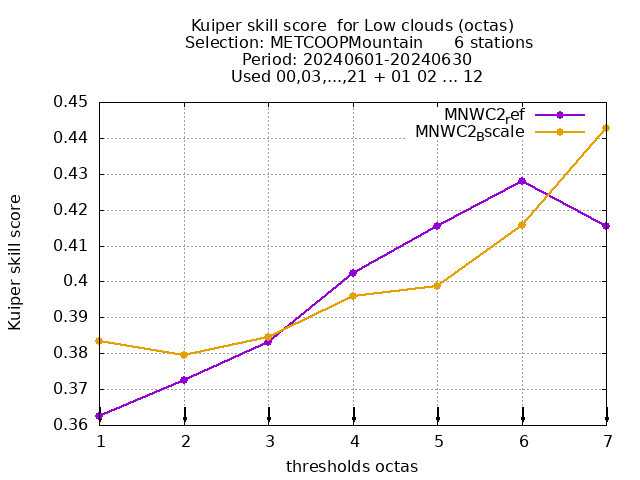 Kuiper skill score  for Low clouds (octas)
Selection: METCOOPMountain      6 stations
Period: 20240601-20240630
Used 00,03,...,21 + 01 02 ... 12
MNWC2ref
MNWC2Bscale
0.45
0.44
0.43
0.42
0.41
0.4
0.39
0.38
0.37
0.36
Kuiper skill score
1 2 3 4 5 6 7
thresholds octas